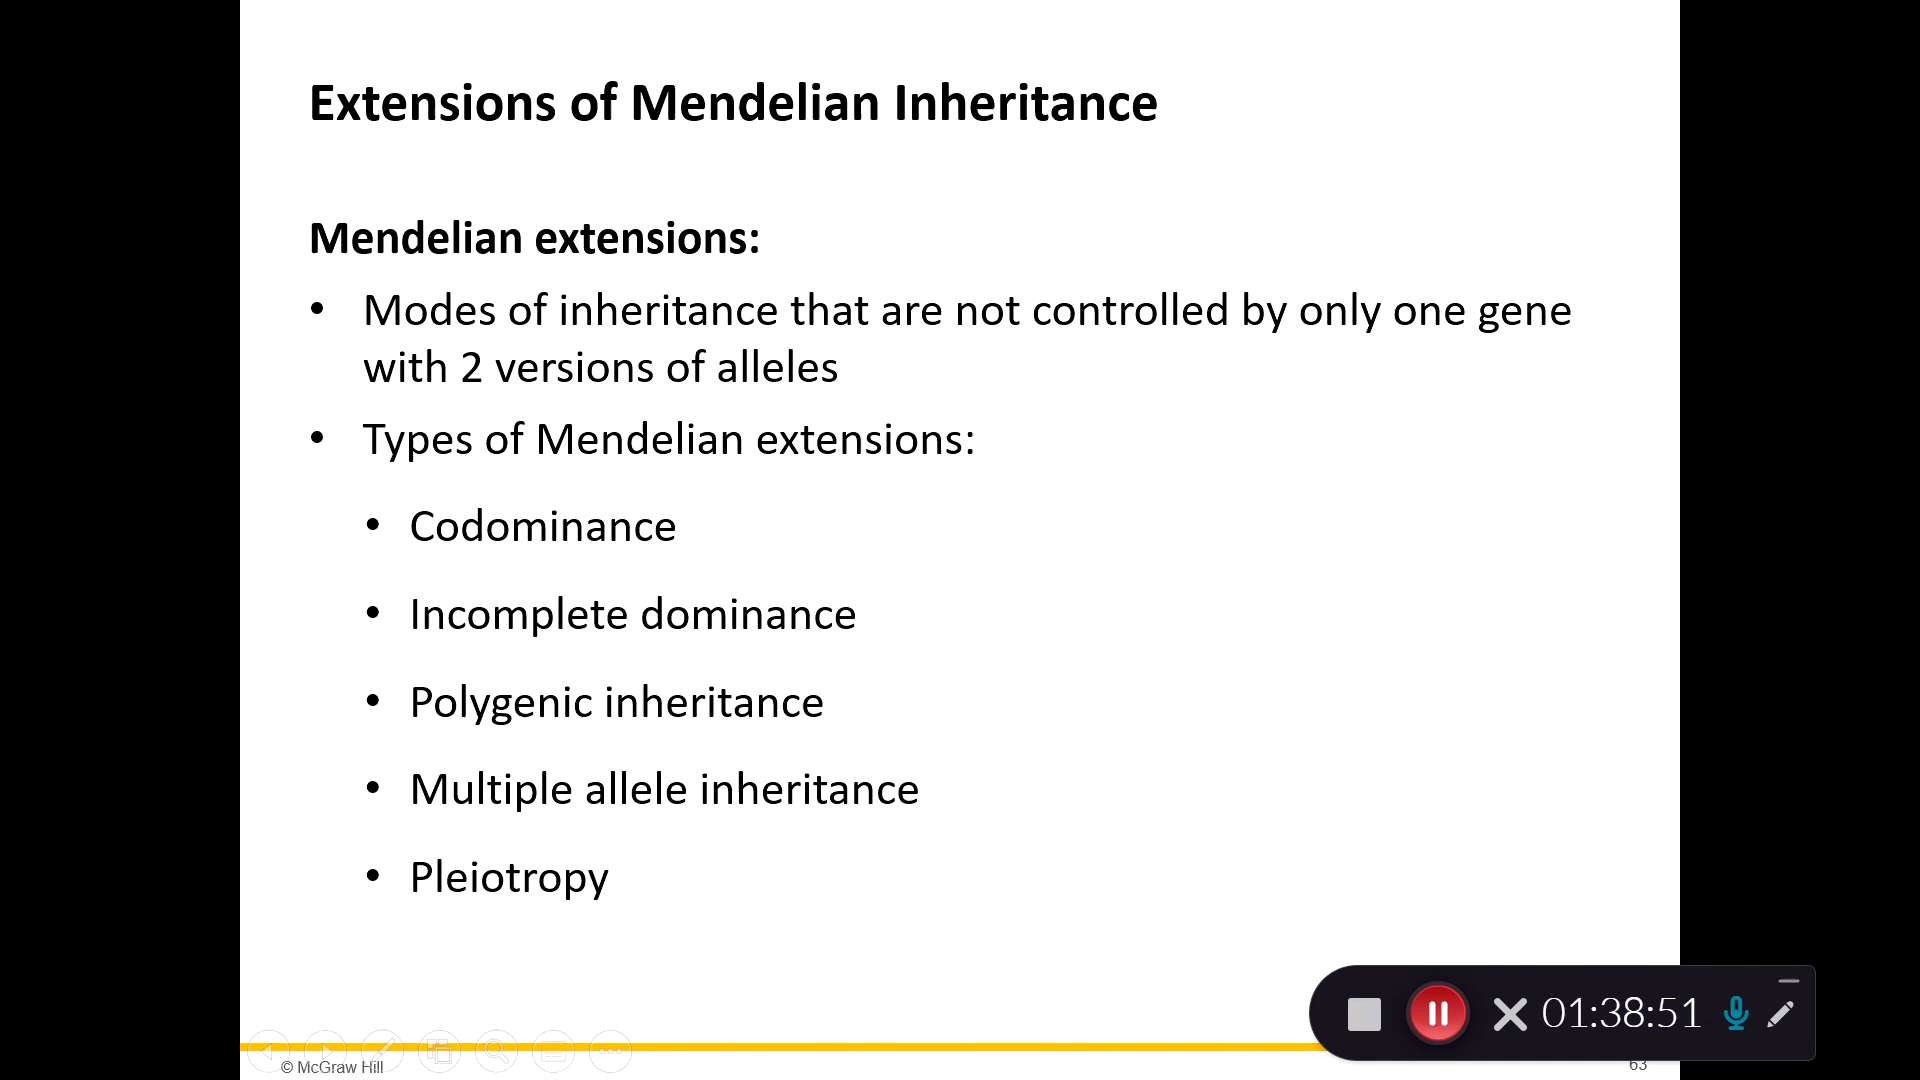 Extensions of Mendelian Inheritance
Mendelian extensions:
• Modes of inheritance that are not controlled by only one gene
with 2 versions of alleles
• Types of Mendelian extensions:
• Codominance
• Incomplete dominance
• Polygenic inheritance
• Multiple allele inheritance
• Pleiotropy
01:38:51
© McGraw Hill
63